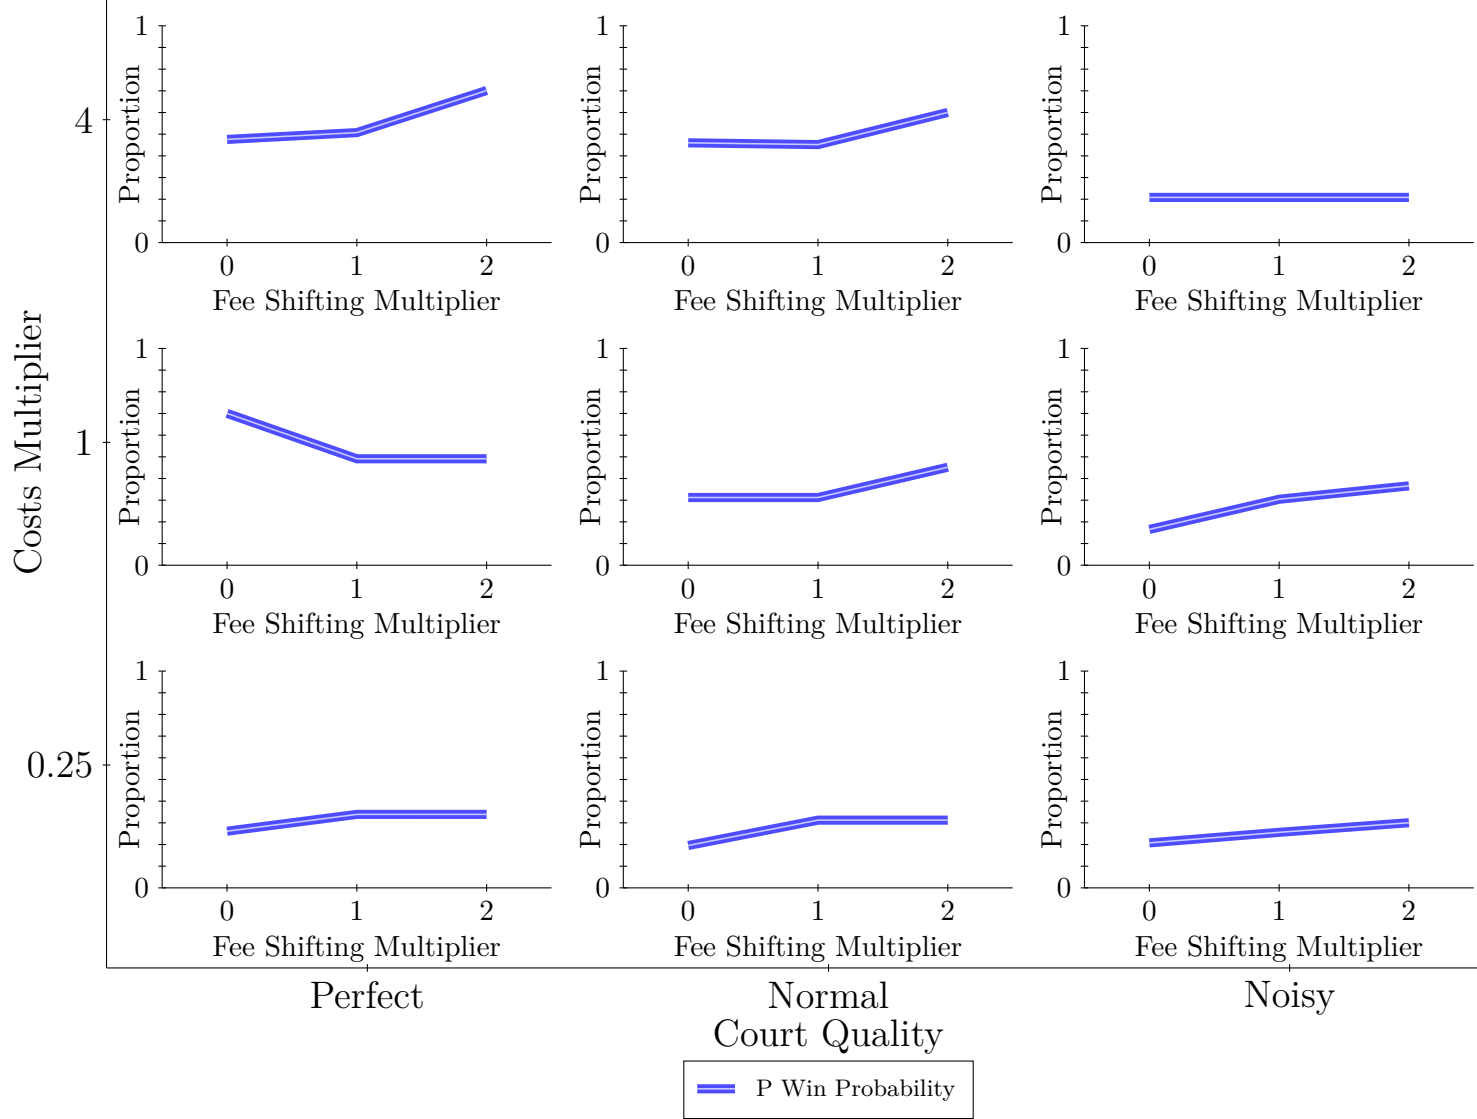 1
Proportion
0
0 1 2
Fee Shifting Multiplier
1
Proportion
0
0 1 2
Fee Shifting Multiplier
1
Proportion
0
0 1 2
Fee Shifting Multiplier
4
1
Proportion
0
0 1 2
Fee Shifting Multiplier
1
Proportion
0
0 1 2
Fee Shifting Multiplier
1
Proportion
0
0 1 2
Fee Shifting Multiplier
1
Costs Multiplier
1
Proportion
0
0 1 2
Fee Shifting Multiplier
1
Proportion
0
0 1 2
Fee Shifting Multiplier
1
Proportion
0
0 1 2
Fee Shifting Multiplier
0.25
Perfect
Normal
Noisy
Court Quality
P Win Probability